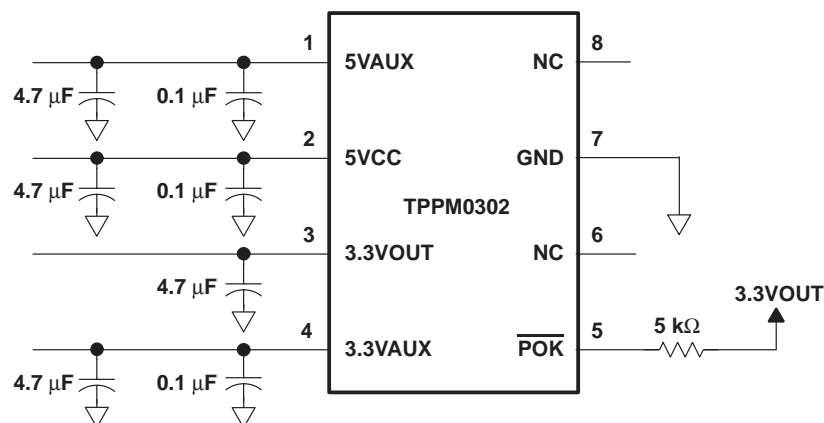 1 8
5VAUX NC
4.7 μF 0.1 μF
2 7
5VCC GND
4.7 μF 0.1 μF
TPPM0302
3 6
3.3VOUT NC
4.7 μF 3.3VOUT
4 5 5 kΩ
3.3VAUX P̅O̅K̅
4.7 μF 0.1 μF